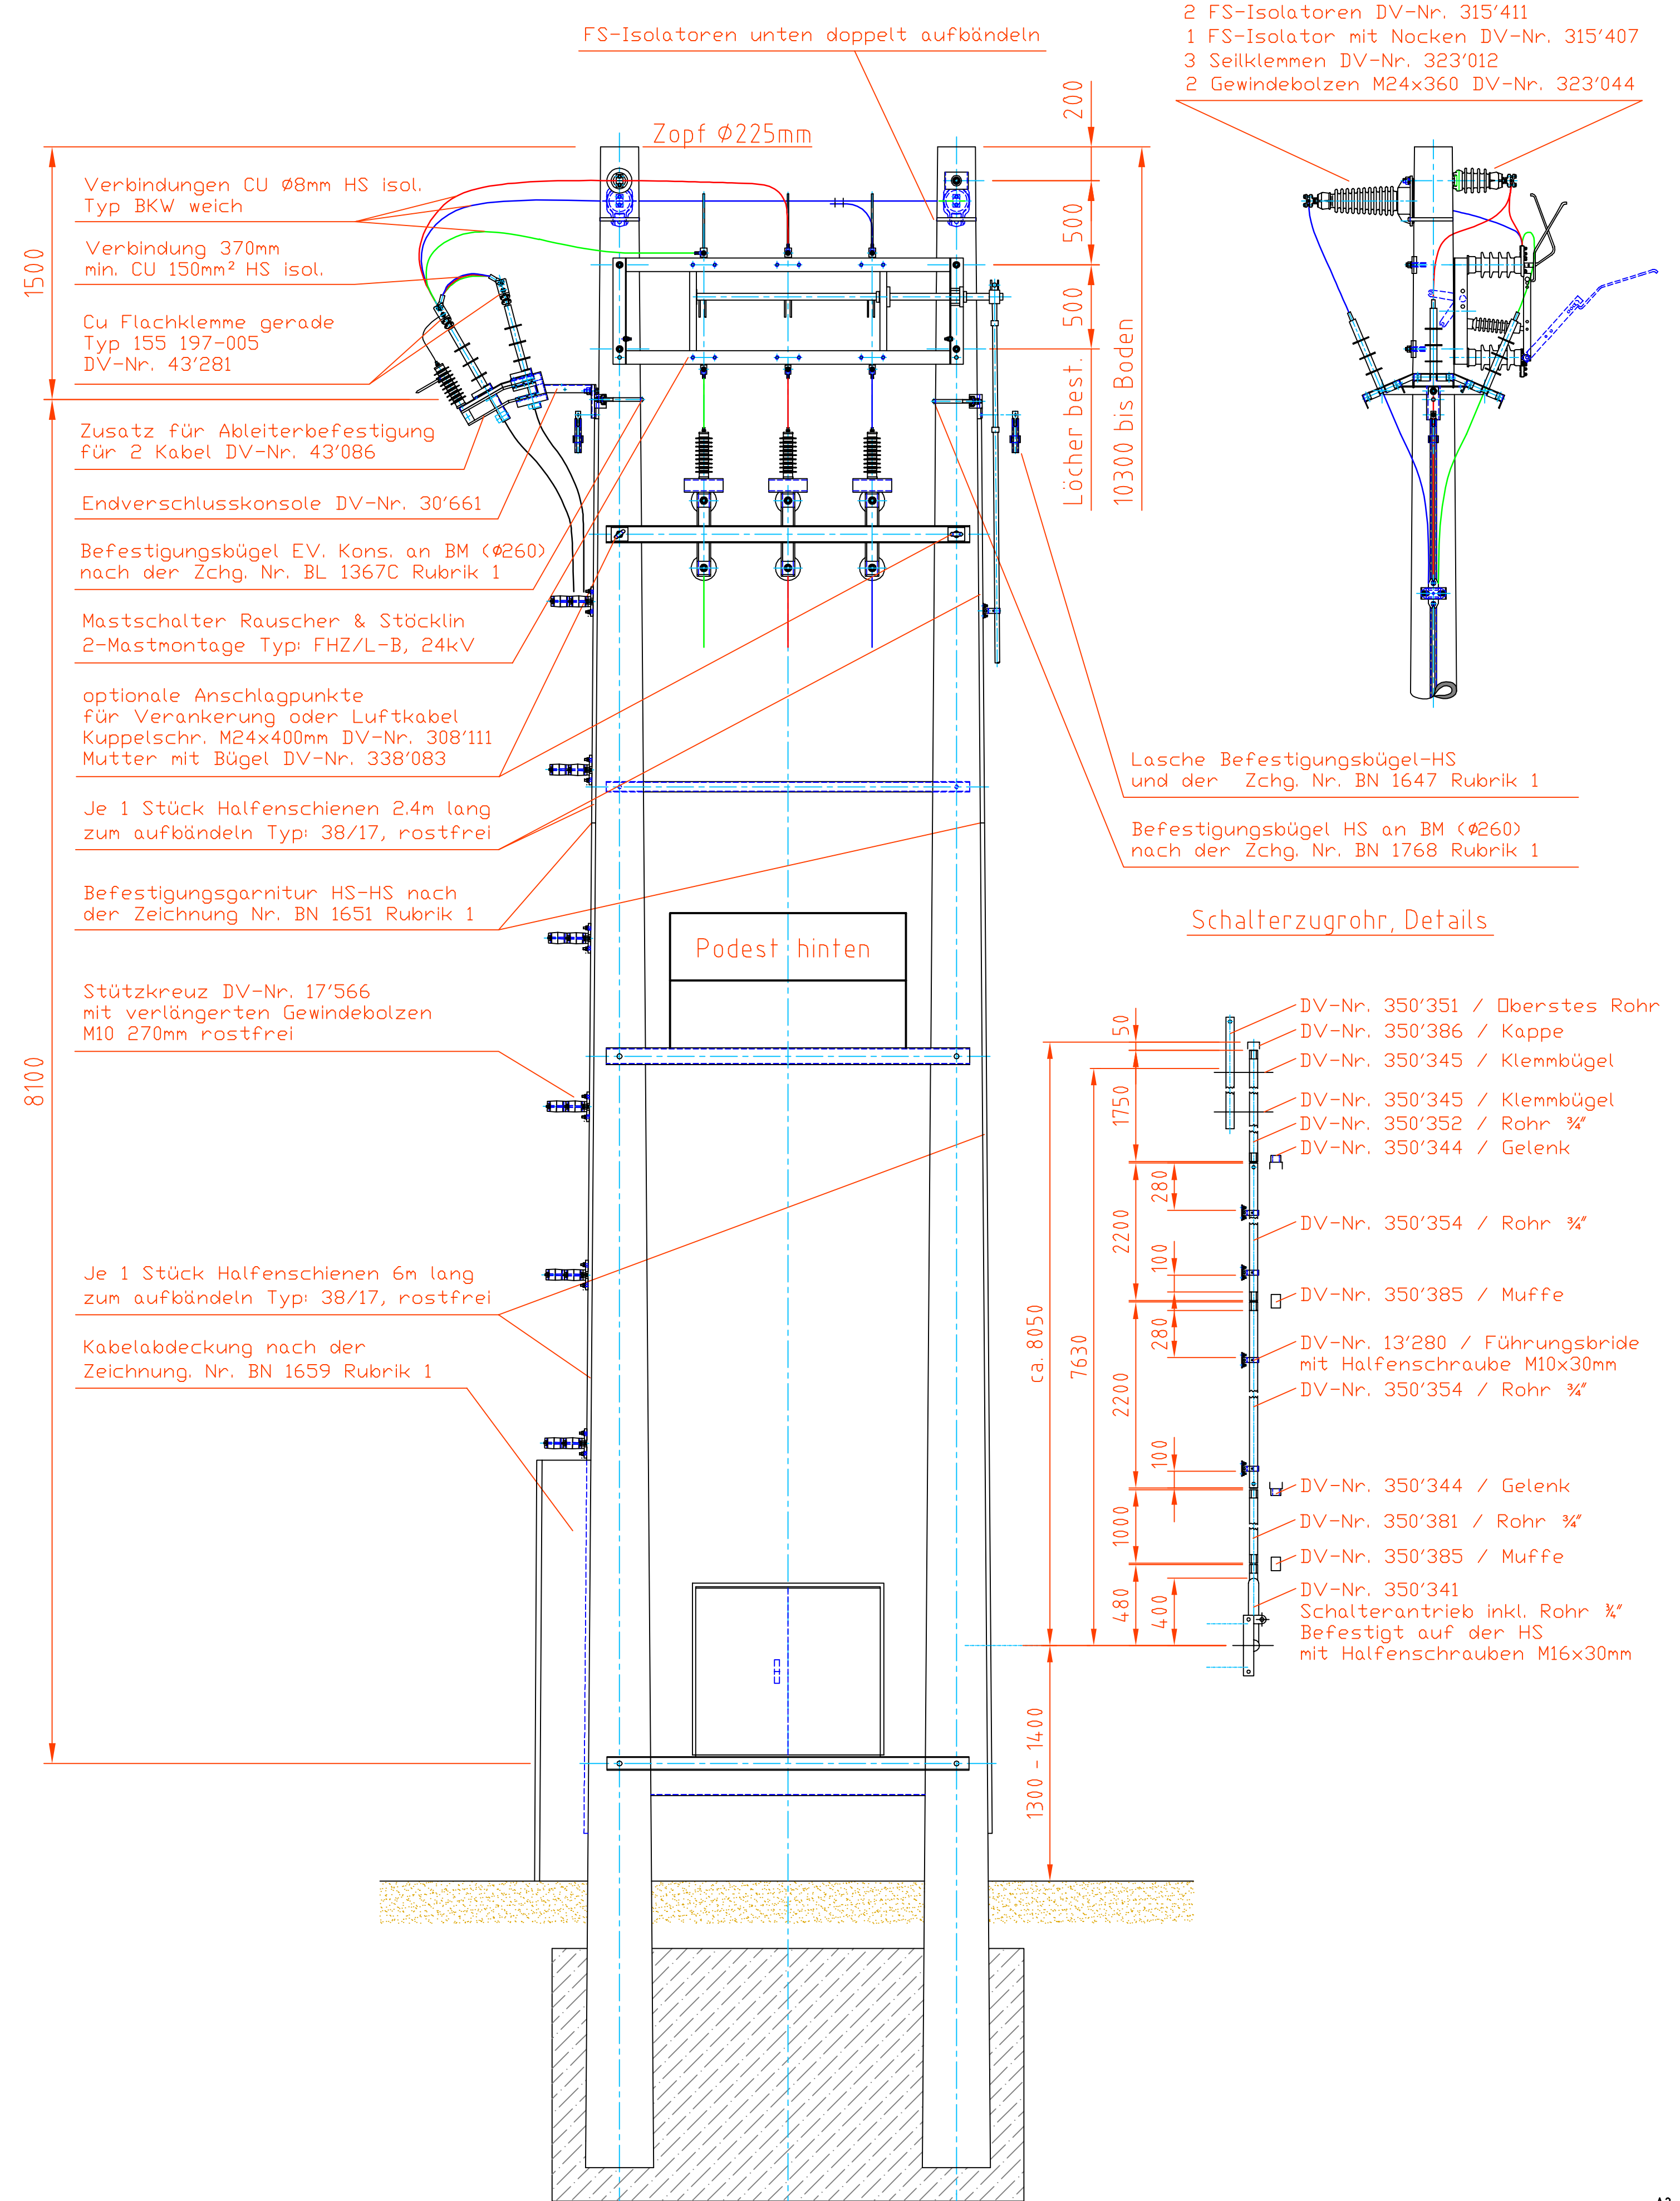 2 FS-Isolatoren DV-Nr. 315'411
1 FS-Isolator mit Nocken DV-Nr. 315'407
3 Seilklemmen DV-Nr. 323'012
2 Gewindebolzen M24x360 DV-Nr. 323'044
FS-Isolatoren unten doppelt aufbändeln
Zopf Ø225mm
200
500
500
Löcher best.
10300 bis Boden
1500
8100
Verbindungen CU Ø8mm HS isol.
Typ BKW weich
Verbindung 370mm
min. CU 150mm² HS isol.
Cu Flachklemme gerade
Typ 155 197-005
DV-Nr. 43'281
Zusatz für Ableiterbefestigung
für 2 Kabel DV-Nr. 43'086
Endverschlusskonsole DV-Nr. 30'661
Befestigungsbügel EV. Kons. an BM (Ø260)
nach der Zchg. Nr. BL 1367C Rubrik 1
Mastschalter Rauscher & Stöcklin
2-Mastmontage Typ: FHZ/L-B, 24kV
optionale Anschlagpunkte
für Verankerung oder Luftkabel
Kuppelschr. M24x400mm DV-Nr. 308'111
Mutter mit Bügel DV-Nr. 338'083
Je 1 Stück Halfenschienen 2.4m lang
zum aufbändeln Typ: 38/17, rostfrei
Befestigungsgarnitur HS-HS nach
der Zeichnung Nr. BN 1651 Rubrik 1
Stützkreuz DV-Nr. 17'566
mit verlängerten Gewindebolzen
M10 270mm rostfrei
Je 1 Stück Halfenschienen 6m lang
zum aufbändeln Typ: 38/17, rostfrei
Kabelabdeckung nach der
Zeichnung. Nr. BN 1659 Rubrik 1
Podest hinten
Lasche Befestigungsbügel-HS
und der Zchg. Nr. BN 1647 Rubrik 1
Befestigungsbügel HS an BM (Ø260)
nach der Zchg. Nr. BN 1768 Rubrik 1
Schalterzugrohr, Details
DV-Nr. 350'351 / Oberstes Rohr
DV-Nr. 350'386 / Kappe
DV-Nr. 350'345 / Klemmbügel
DV-Nr. 350'345 / Klemmbügel
DV-Nr. 350'352 / Rohr ¾"
DV-Nr. 350'344 / Gelenk
DV-Nr. 350'354 / Rohr ¾"
DV-Nr. 350'385 / Muffe
DV-Nr. 13'280 / Führungsbride
mit Halfenschraube M10x30mm
DV-Nr. 350'354 / Rohr ¾"
DV-Nr. 350'344 / Gelenk
DV-Nr. 350'381 / Rohr ¾"
DV-Nr. 350'385 / Muffe
DV-Nr. 350'341
Schalterantrieb inkl. Rohr ¾"
Befestigt auf der HS
mit Halfenschrauben M16x30mm
50
1750
2200
2200
1000
480
280
100
280
100
400
7630
ca. 8050
1300 - 1400